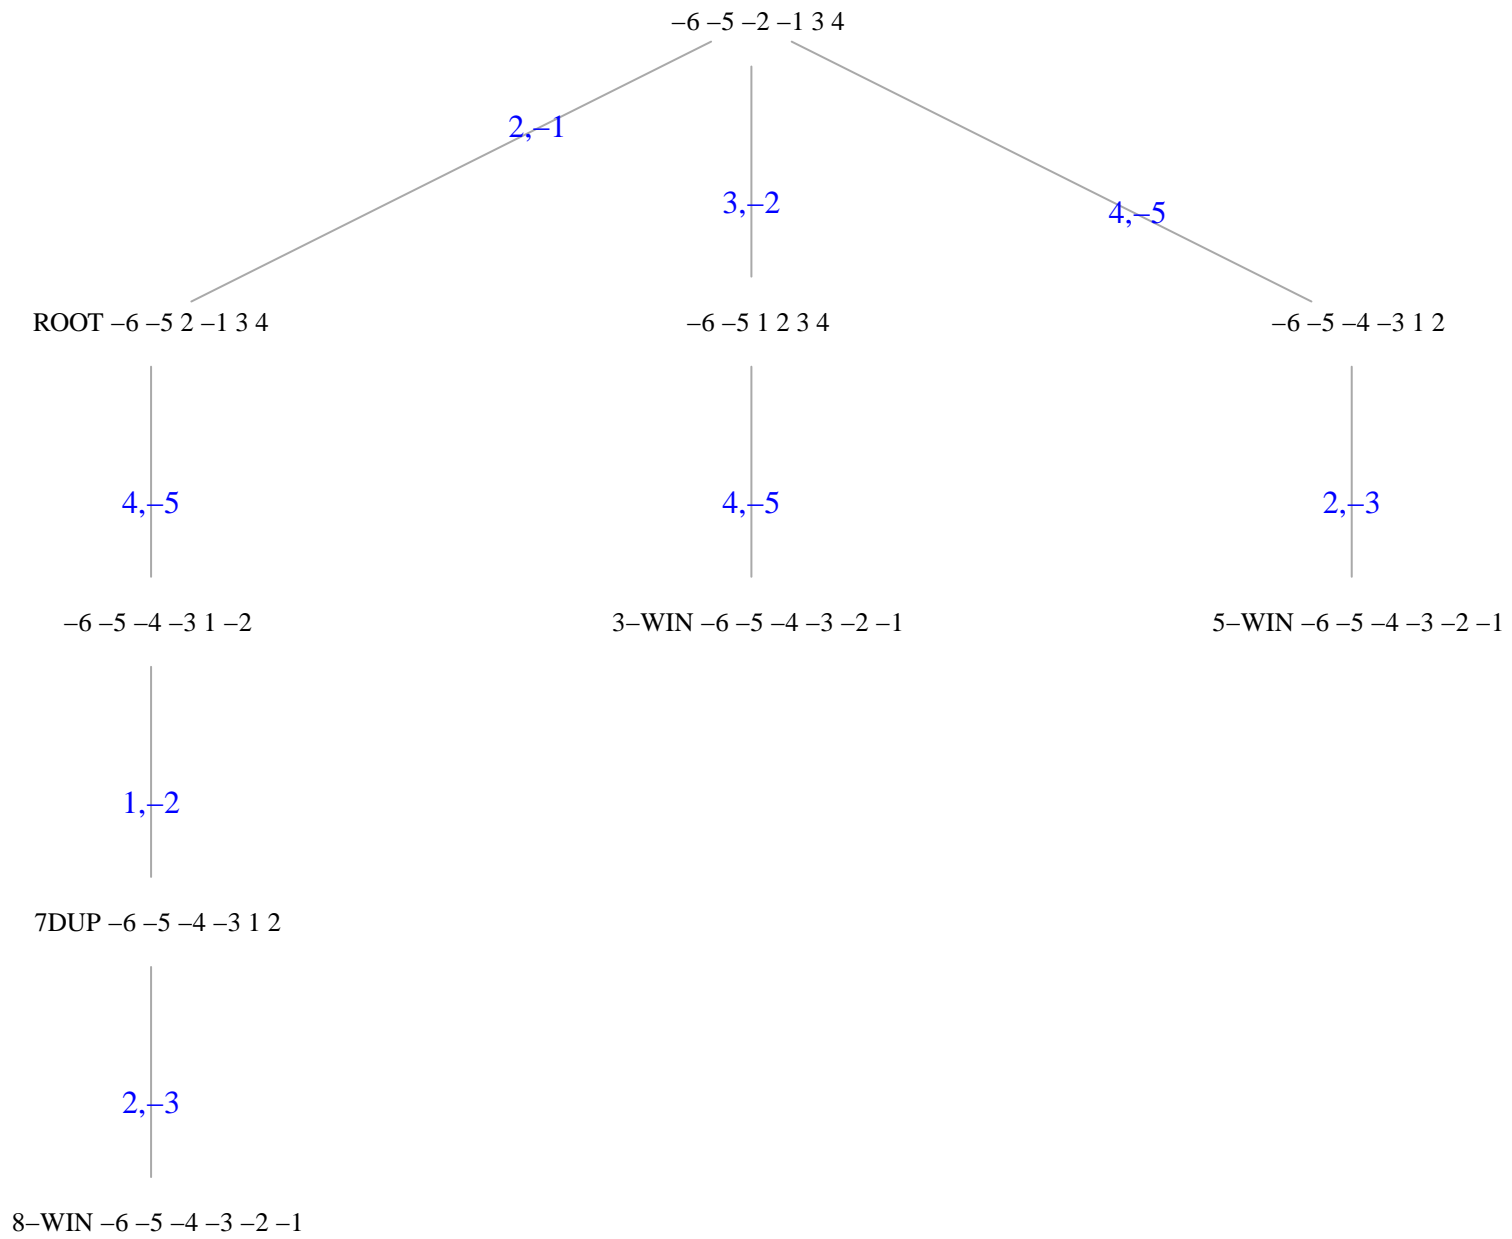 –6 –5 –2 –1 3 4
2,–1
3,–2
4,–5
ROOT –6 –5 2 –1 3 4
–6 –5 1 2 3 4
–6 –5 –4 –3 1 2
4,–5
4,–5
2,–3
–6 –5 –4 –3 1 –2
3–WIN –6 –5 –4 –3 –2 –1
5–WIN –6 –5 –4 –3 –2 –1
1,–2
7DUP –6 –5 –4 –3 1 2
2,–3
8–WIN –6 –5 –4 –3 –2 –1